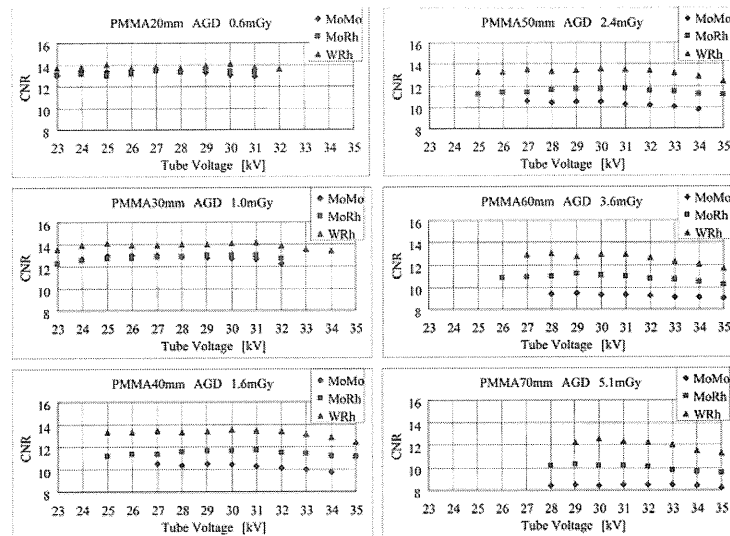 PMMA20mm AGD 0.6mGy
MoMo
MoRh
WRh
16
14
12
10
8
CNR
23 24 25 26 27 28 29 30 31 32 33 34 35
Tube Voltage [kV]
PMMA50mm AGD 2.4mGy
MoMo
MoRh
WRh
16
14
12
10
8
CNR
23 24 25 26 27 28 29 30 31 32 33 34 35
Tube Voltage [kV]
PMMA30mm AGD 1.0mGy
MoMo
MoRh
WRh
16
14
12
10
8
CNR
23 24 25 26 27 28 29 30 31 32 33 34 35
Tube Voltage [kV]
PMMA60mm AGD 3.6mGy
MoMo
MoRh
WRh
16
14
12
10
8
CNR
23 24 25 26 27 28 29 30 31 32 33 34 35
Tube Voltage [kV]
PMMA40mm AGD 1.6mGy
MoMo
MoRh
WRh
16
14
12
10
8
CNR
23 24 25 26 27 28 29 30 31 32 33 34 35
Tube Voltage [kV]
PMMA70mm AGD 5.1mGy
MoMo
MoRh
WRh
16
14
12
10
8
CNR
23 24 25 26 27 28 29 30 31 32 33 34 35
Tube Voltage [kV]